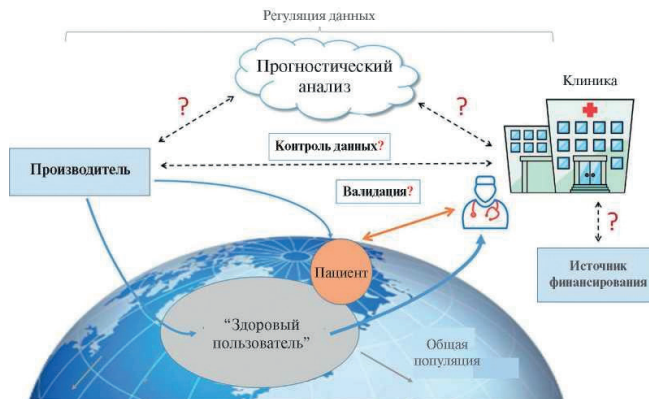 Регуляция данных
Прогностический
анализ
Клиника
?
?
Контроль данных?
Производитель
Валидация?
?
Пациент
Источник
финансирования
“Здоровый
пользователь”
Общая
популяция